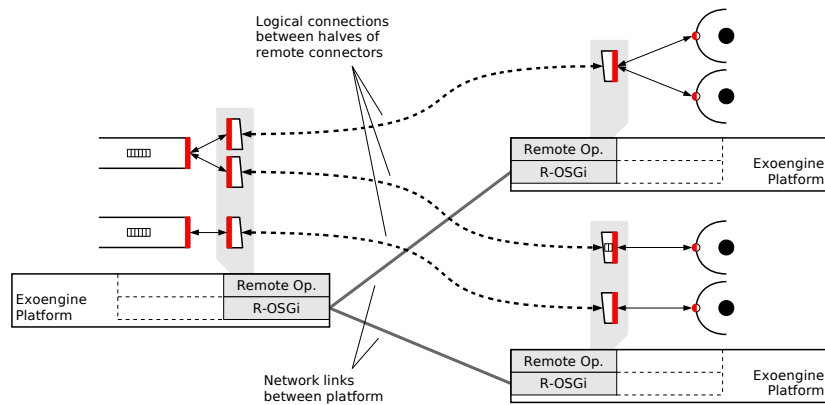 Logical connections
between halves of
remote connectors
Remote Op.
R-OSGi
Exoengine
Platform
Remote Op.
R-OSGi
Exoengine
Platform
Network links
between platform
Remote Op.
R-OSGi
Exoengine
Platform